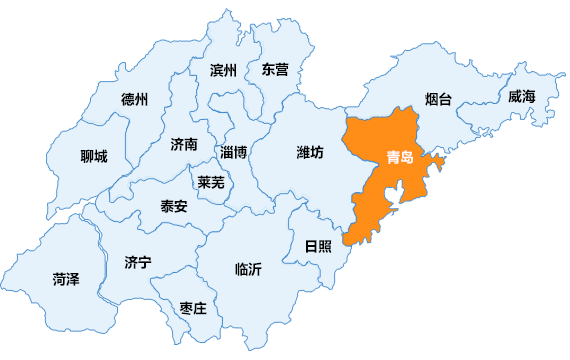 滨州
东营
德州
烟台
威海
济南
淄博
潍坊
聊城
青岛
莱芜
泰安
日照
济宁
临沂
菏泽
枣庄